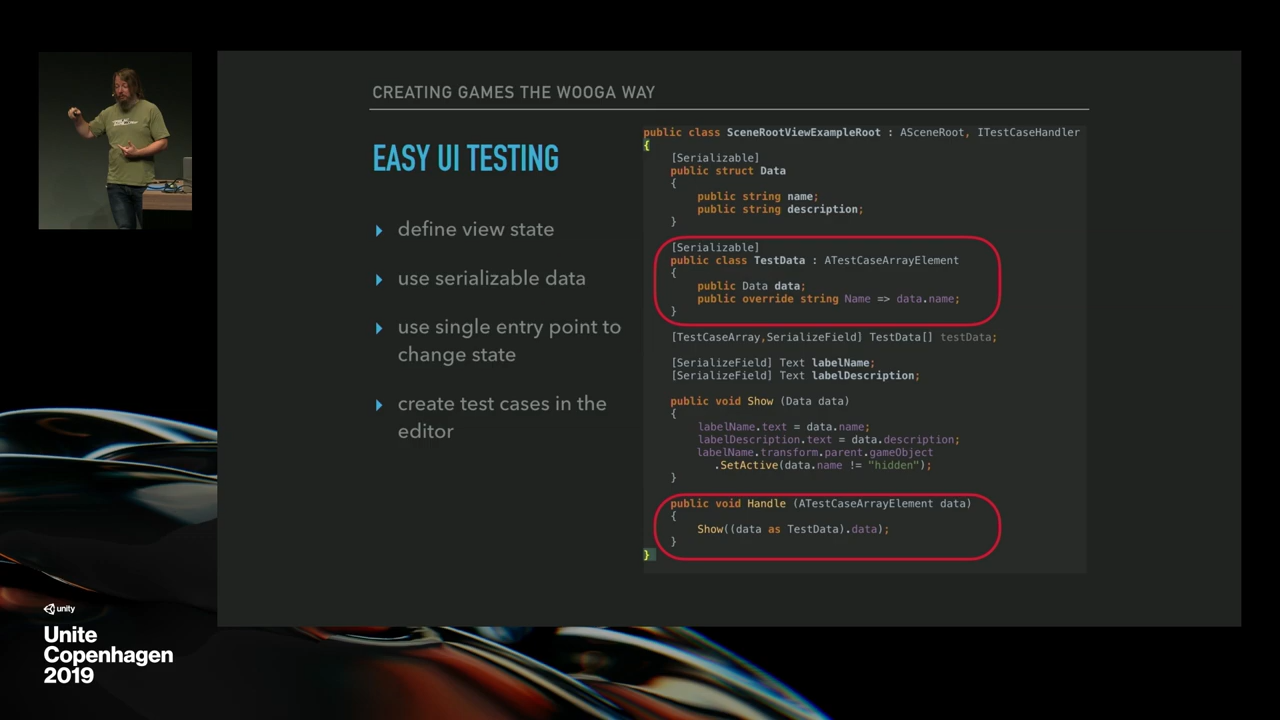 CREATING GAMES THE WOOGA WAY
EASY UI TESTING
define view state
use serializable data
use single entry point to
change state
create test cases in the
editor
public class SceneRootViewExampleRoot : ASceneRoot, ITestCaseHandler
{
[Serializable]
public struct Data
{
public string name;
public string description;
}
[Serializable]
public class TestData : ATestCaseArrayElement
{
public Data data;
public override string Name => data.name;
}
[TestCaseArray,SerializeField] TestData[] testData;
[SerializeField] Text labelName;
[SerializeField] Text labelDescription;
public void Show (Data data)
{
labelName.text = data.name;
labelDescription.text = data.description;
labelName.transform.parent.gameObject
.SetActive(data.name != "hidden");
}
public void Handle (ATestCaseArrayElement data)
{
Show((data as TestData).data);
}
}
unity
Unite
Copenhagen
2019